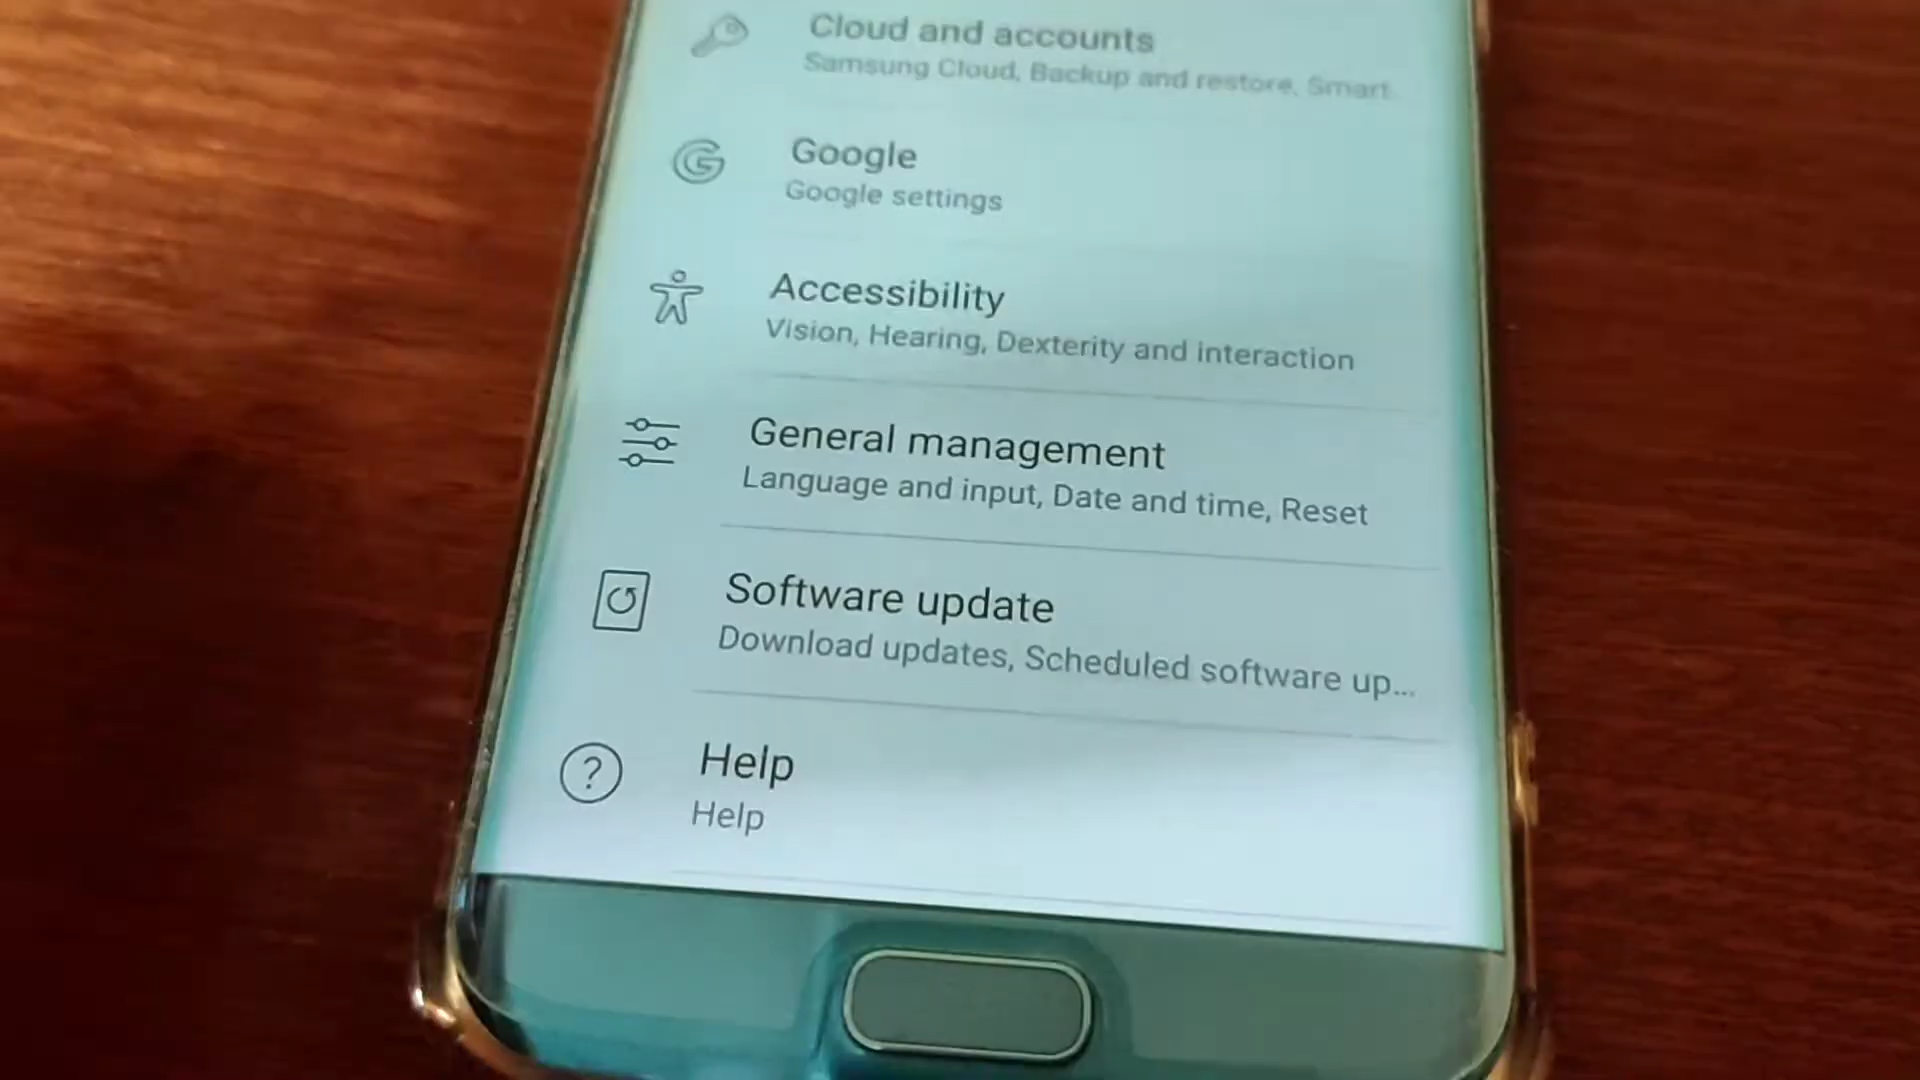 Cloud and accounts
Samsung Cloud, Backup and restore, Smart
Google
Google settings
Accessibility
Vision, Hearing, Dexterity and interaction
General management
Language and input, Date and time, Reset
Software update
Download updates, Scheduled software up...
Help
Help